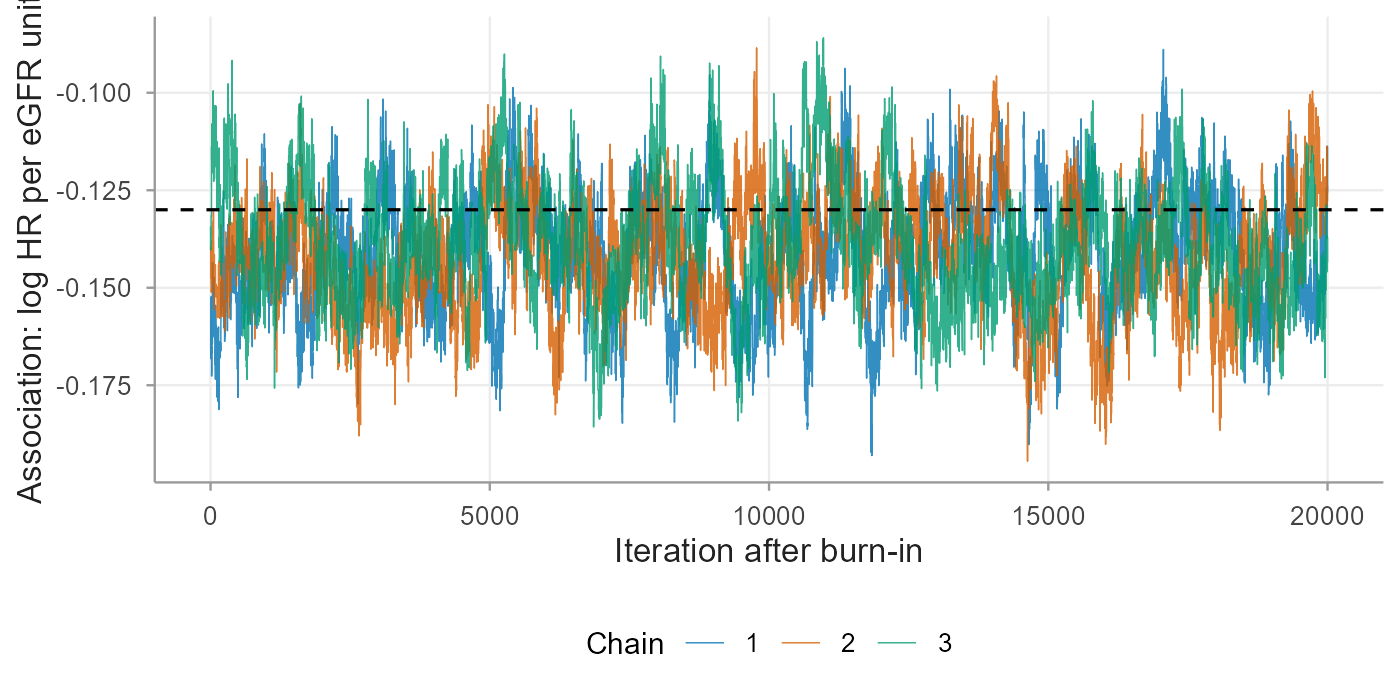 Association: log HR per eGFR unit
-0.100
-0.125
-0.150
-0.175
0 5000 10000 15000 20000
Iteration after burn-in
Chain 1 2 3